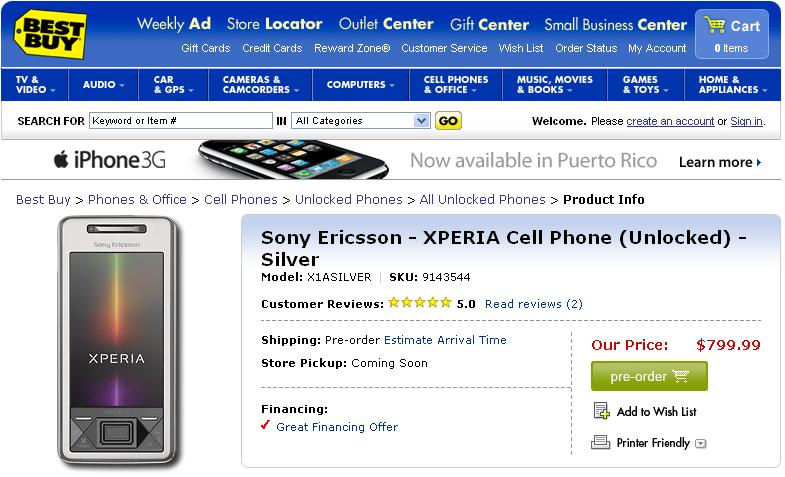 BEST BUY
Weekly Ad Store Locator Outlet Center Gift Center Small Business Center Cart
Gift Cards Credit Cards Reward Zone® Customer Service Wish List Order Status My Account 0 Items
TV & VIDEO AUDIO CAR & GPS CAMERAS & CAMCORDERS COMPUTERS CELL PHONES & OFFICE MUSIC, MOVIES & BOOKS GAMES & TOYS HOME & APPLIANCES
SEARCH FOR Keyword or Item # IN All Categories GO Welcome. Please create an account or Sign in.
iPhone3G Now available in Puerto Rico Learn more
Best Buy > Phones & Office > Cell Phones > Unlocked Phones > All Unlocked Phones > Product Info
Sony Ericsson
XPERIA
XPERIA
Sony Ericsson - XPERIA Cell Phone (Unlocked) -
Silver
Model: X1ASILVER | SKU: 9143544
Customer Reviews: 5.0 Read reviews (2)
Shipping: Pre-order Estimate Arrival Time
Store Pickup: Coming Soon
Financing:
Great Financing Offer
Our Price: $799.99
pre-order
Add to Wish List
Printer Friendly